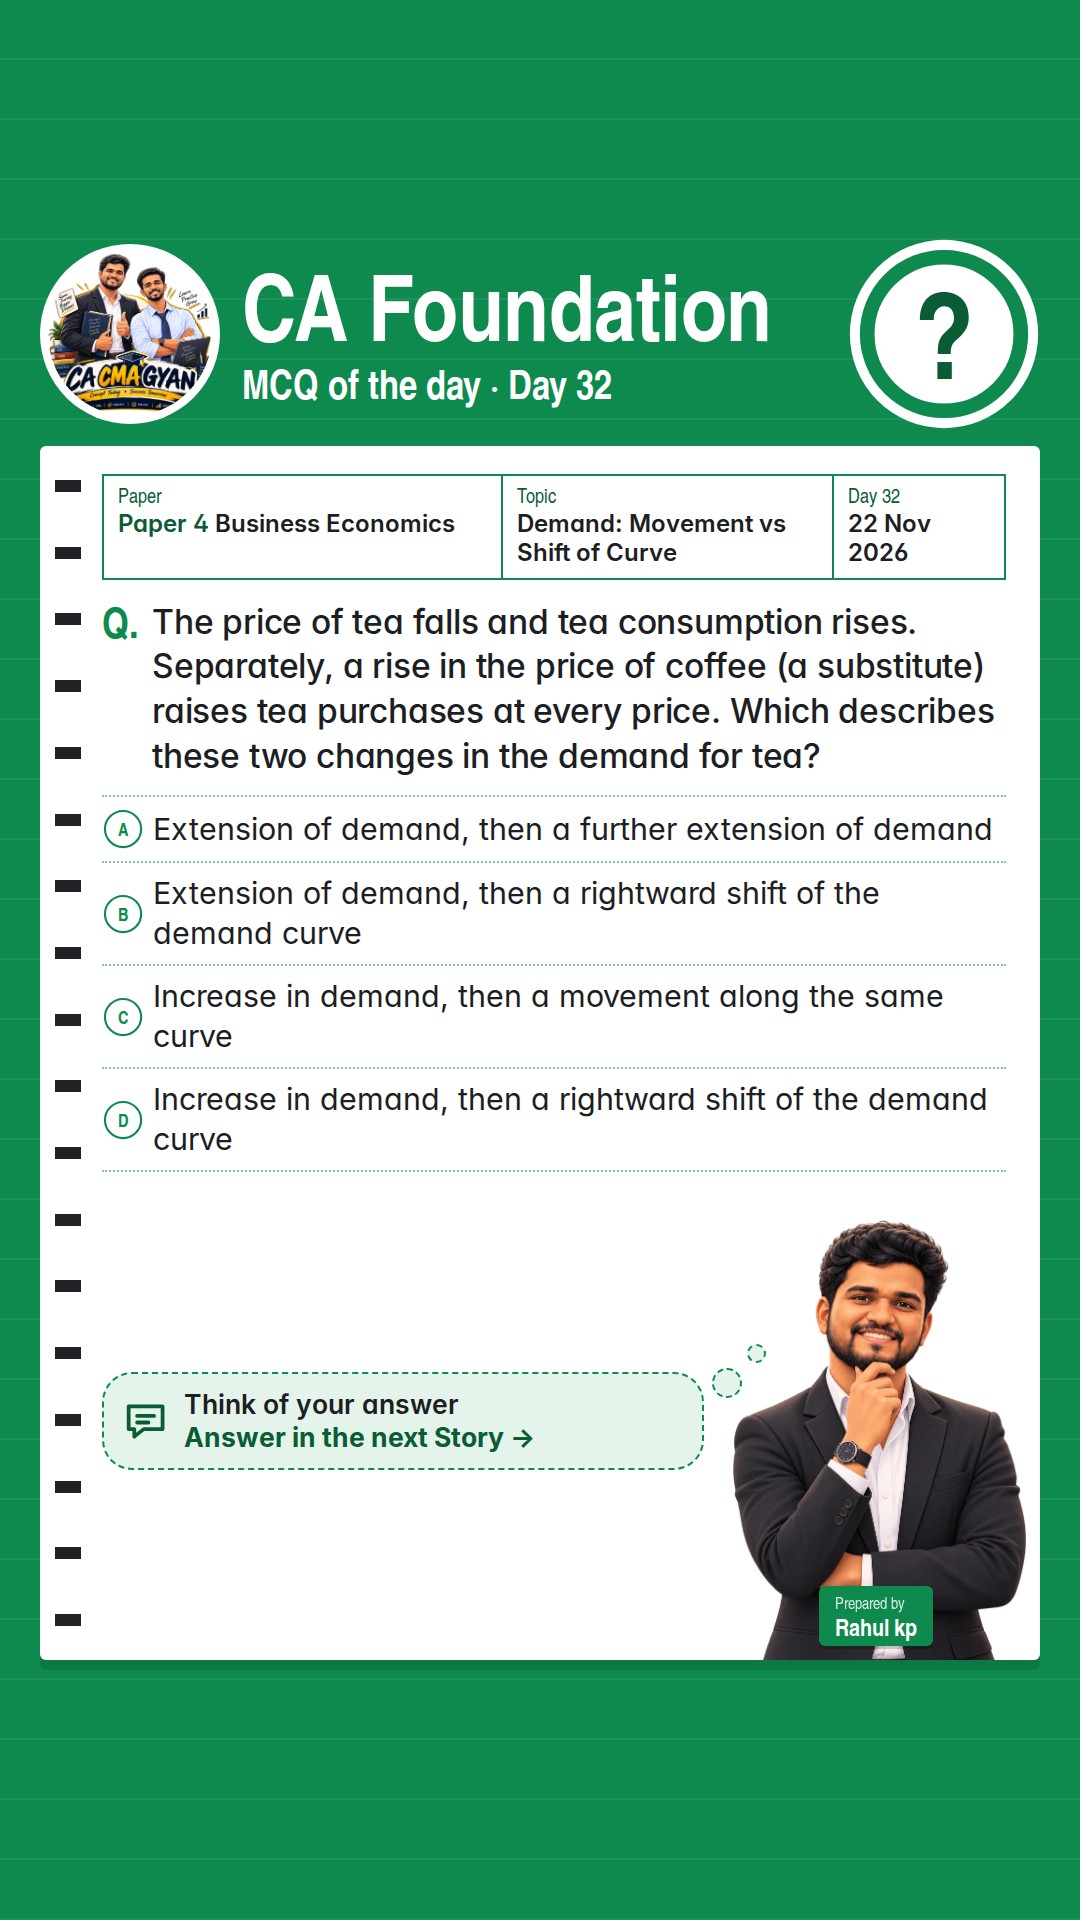 CA CMA GYAN
CA Foundation
MCQ of the day · Day 32
?
Paper
Paper 4 Business Economics
Topic
Demand: Movement vs
Shift of Curve
Day 32
22 Nov
2026
Q. The price of tea falls and tea consumption rises.
Separately, a rise in the price of coffee (a substitute)
raises tea purchases at every price. Which describes
these two changes in the demand for tea?
A Extension of demand, then a further extension of demand
B Extension of demand, then a rightward shift of the
demand curve
C Increase in demand, then a movement along the same
curve
D Increase in demand, then a rightward shift of the demand
curve
Think of your answer
Answer in the next Story →
Prepared by
Rahul kp